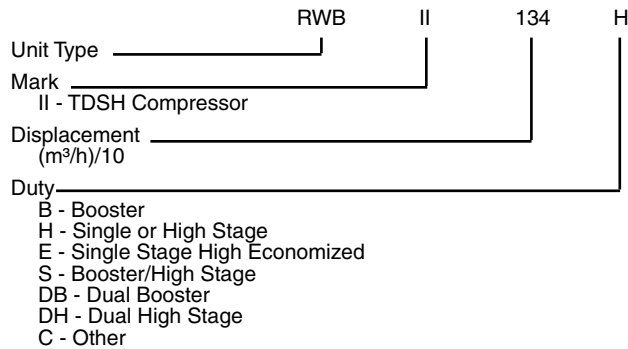 RWB II 134 H
Unit Type
Mark
II - TDSH Compressor
Displacement
(m³/h)/10
Duty
B - Booster
H - Single or High Stage
E - Single Stage High Economized
S - Booster/High Stage
DB - Dual Booster
DH - Dual High Stage
C - Other